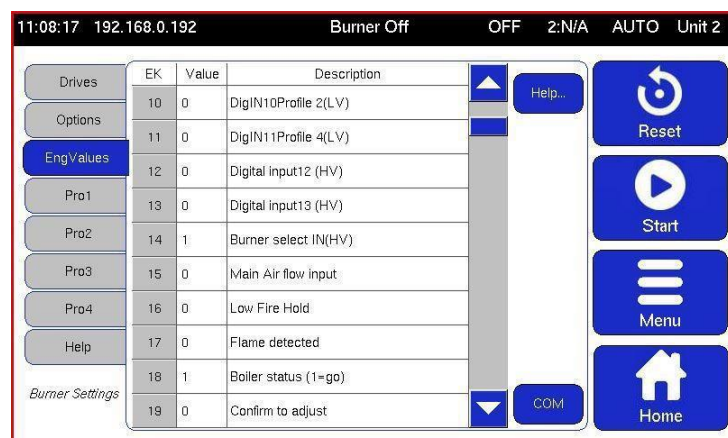 11:08:17 192.168.0.192 Burner Off OFF 2:N/A AUTO Unit 2
Drives
Options
EngValues
Pro1
Pro2
Pro3
Pro4
Help
Burner Settings
EK Value Description
10 0 DigIN10Profile 2(LV)
11 0 DigIN11Profile 4(LV)
12 0 Digital input12 (HV)
13 0 Digital input13 (HV)
14 1 Burner select IN(HV)
15 0 Main Air flow input
16 0 Low Fire Hold
17 0 Flame detected
18 1 Boiler status (1=go)
19 0 Confirm to adjust
Help...
COM
Reset
Start
Menu
Home